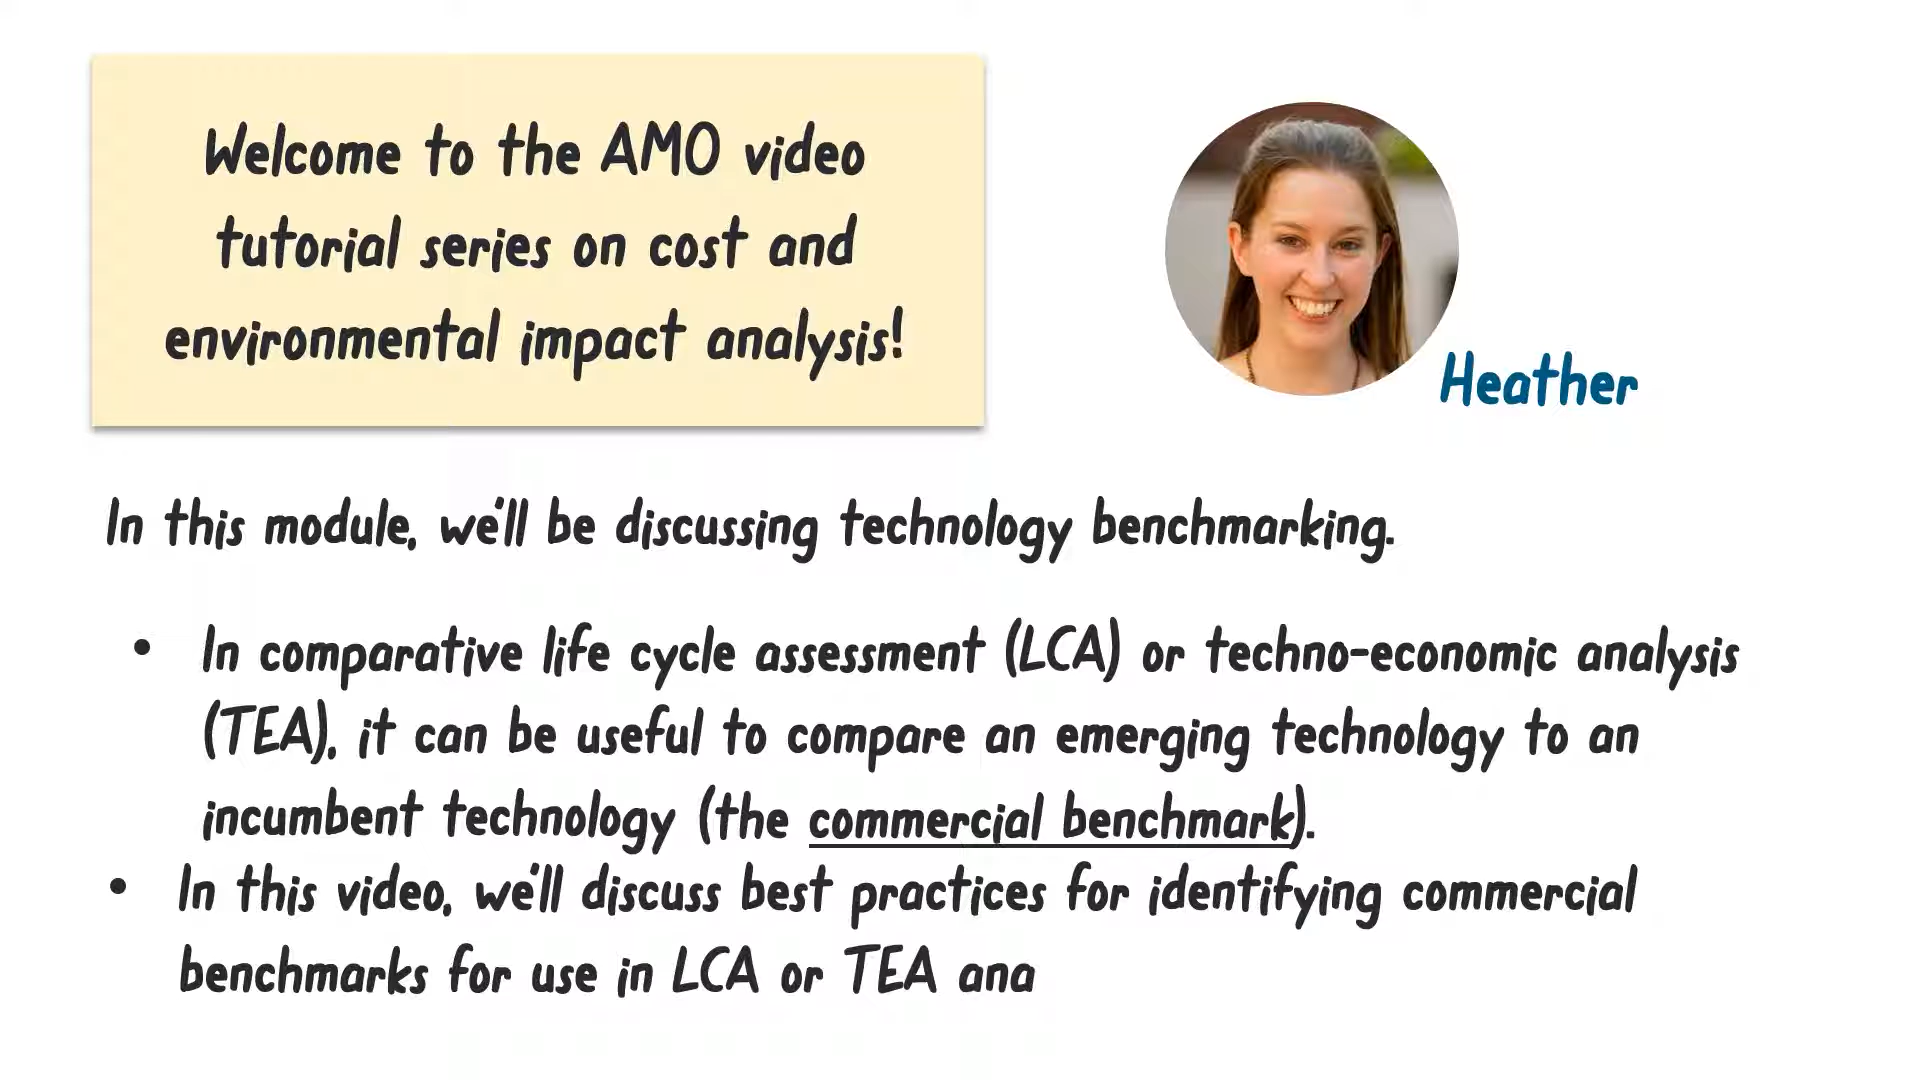 Welcome to the AMO video
tutorial series on cost and
environmental impact analysis!
Heather
In this module, we'll be discussing technology benchmarking.
• In comparative life cycle assessment (LCA) or techno-economic analysis
(TEA), it can be useful to compare an emerging technology to an
incumbent technology (the commercial benchmark).
• In this video, we'll discuss best practices for identifying commercial
benchmarks for use in LCA or TEA ana